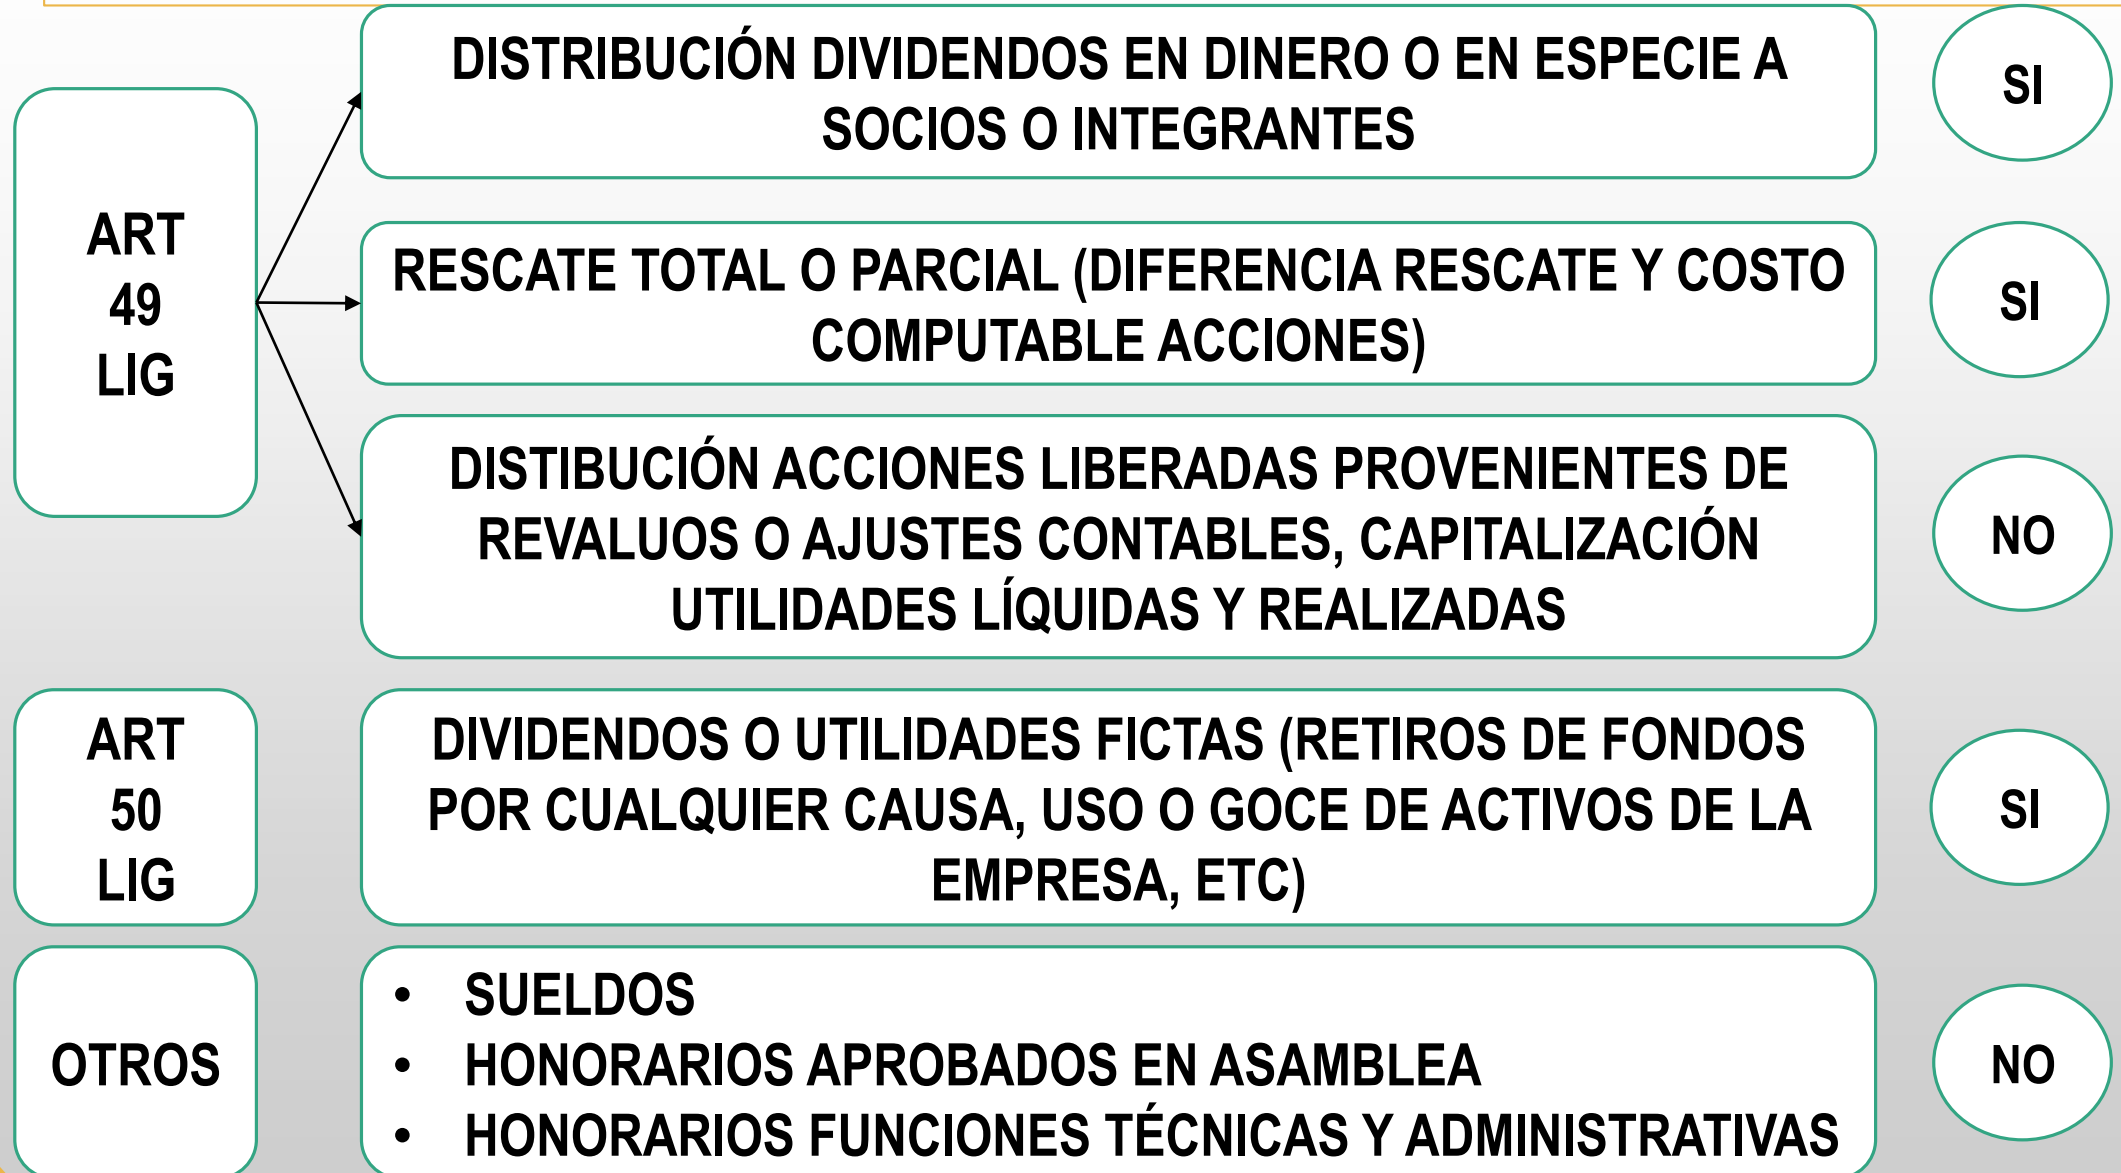 ART
49
LIG
DISTRIBUCIÓN DIVIDENDOS EN DINERO O EN ESPECIE A
SOCIOS O INTEGRANTES
SI
RESCATE TOTAL O PARCIAL (DIFERENCIA RESCATE Y COSTO
COMPUTABLE ACCIONES)
SI
DISTIBUCIÓN ACCIONES LIBERADAS PROVENIENTES DE
REVALUOS O AJUSTES CONTABLES, CAPITALIZACIÓN
UTILIDADES LÍQUIDAS Y REALIZADAS
NO
ART
50
LIG
DIVIDENDOS O UTILIDADES FICTAS (RETIROS DE FONDOS
POR CUALQUIER CAUSA, USO O GOCE DE ACTIVOS DE LA
EMPRESA, ETC)
SI
OTROS
• SUELDOS
• HONORARIOS APROBADOS EN ASAMBLEA
• HONORARIOS FUNCIONES TÉCNICAS Y ADMINISTRATIVAS
NO